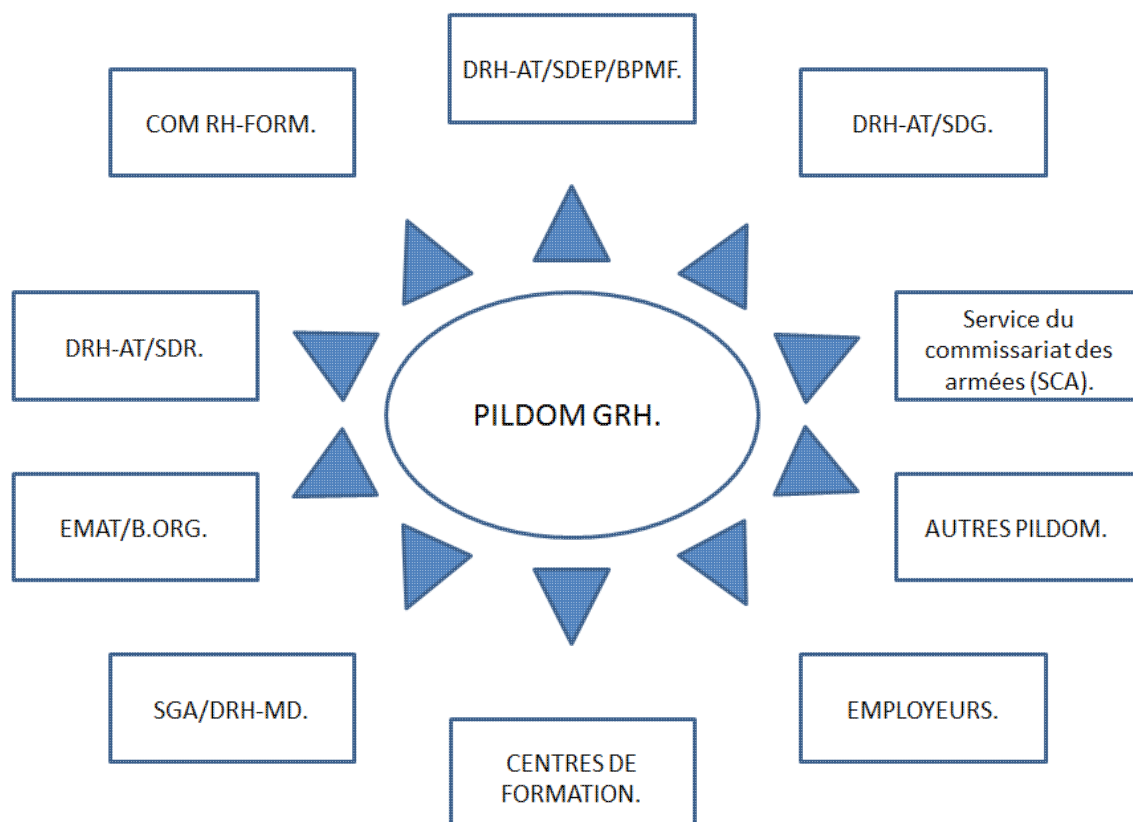 DRH-AT/SDEP/BPMF.
COM RH-FORM.
DRH-AT/SDG.
DRH-AT/SDR.
Service du
commissariat des
armées (SCA).
PILDOM GRH.
EMAT/B.ORG.
AUTRES PILDOM.
SGA/DRH-MD.
EMPLOYEURS.
CENTRES DE
FORMATION.